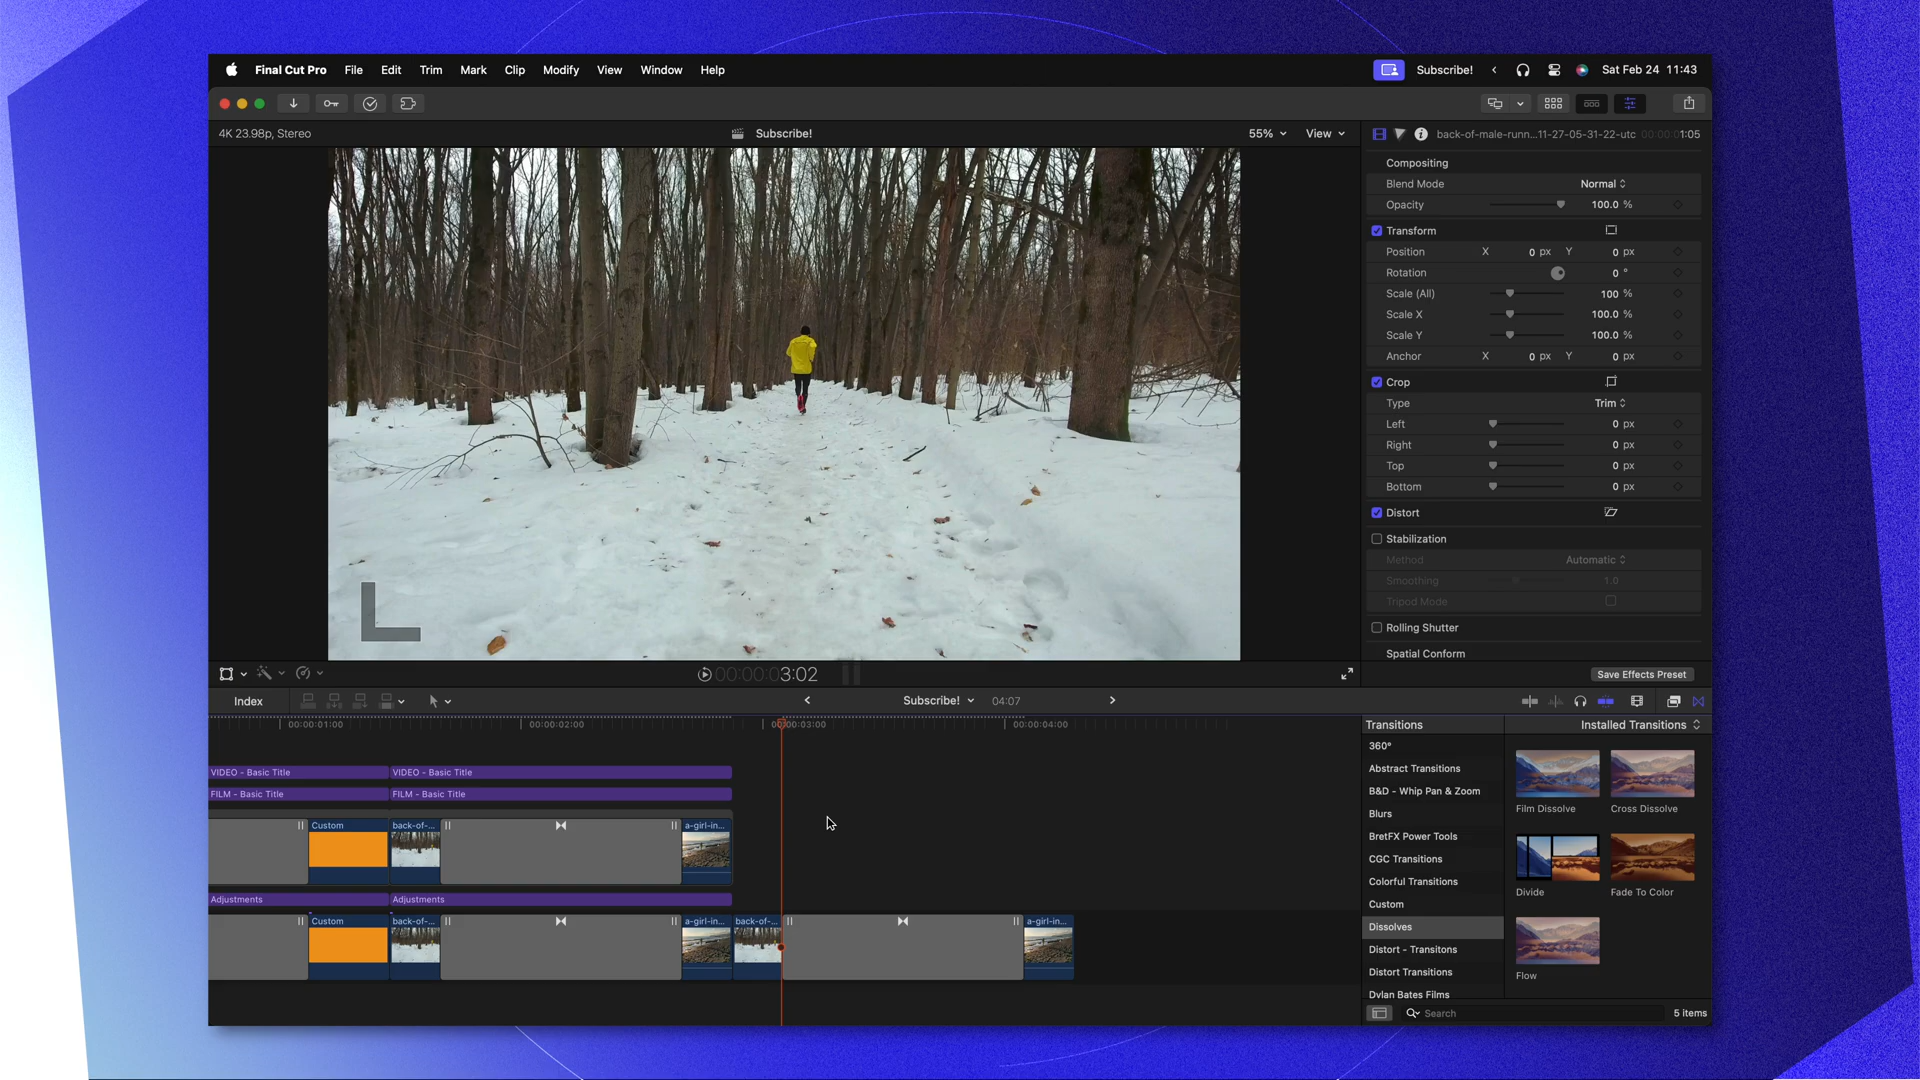 Final Cut Pro File Edit Trim Mark Clip Modify View Window Help
Subscribe! Sat Feb 24 11:43
4K 23.98p, Stereo
Subscribe!
55% View
back-of-male-runn...11-27-05-31-22-utc 00:00:01:05
Compositing
Blend Mode Normal
Opacity 100.0 %
Transform
Position X 0 px Y 0 px
Rotation 0 °
Scale (All) 100 %
Scale X 100.0 %
Scale Y 100.0 %
Anchor X 0 px Y 0 px
Crop
Type Trim
Left 0 px
Right 0 px
Top 0 px
Bottom 0 px
Distort
Stabilization
Method Automatic
Smoothing 1.0
Tripod Mode
Rolling Shutter
Spatial Conform
00:00:03:02
Save Effects Preset
Index
Subscribe! 04:07
00:00:01:00 00:00:02:00 00:00:03:00 00:00:04:00
VIDEO - Basic Title VIDEO - Basic Title
FILM - Basic Title FILM - Basic Title
Custom back-of-... a-girl-in...
Adjustments Adjustments
Custom back-of-... a-girl-in... back-of-... a-girl-in...
Transitions
Installed Transitions
360°
Abstract Transitions
B&D - Whip Pan & Zoom
Blurs
BretFX Power Tools
CGC Transitions
Colorful Transitions
Custom
Dissolves
Distort - Transitons
Distort Transitions
Dylan Bates Films
Film Dissolve Cross Dissolve
Divide Fade To Color
Flow
Search
5 items